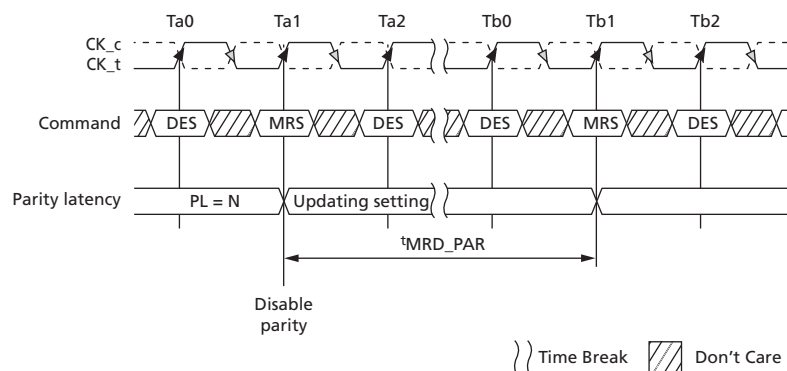 Ta0 Ta1 Ta2 Tb0 Tb1 Tb2
CK_c
CK_t
Command DES MRS DES DES MRS DES
Parity latency PL = N Updating setting
tMRD_PAR
Disable
parity
Time Break Don't Care